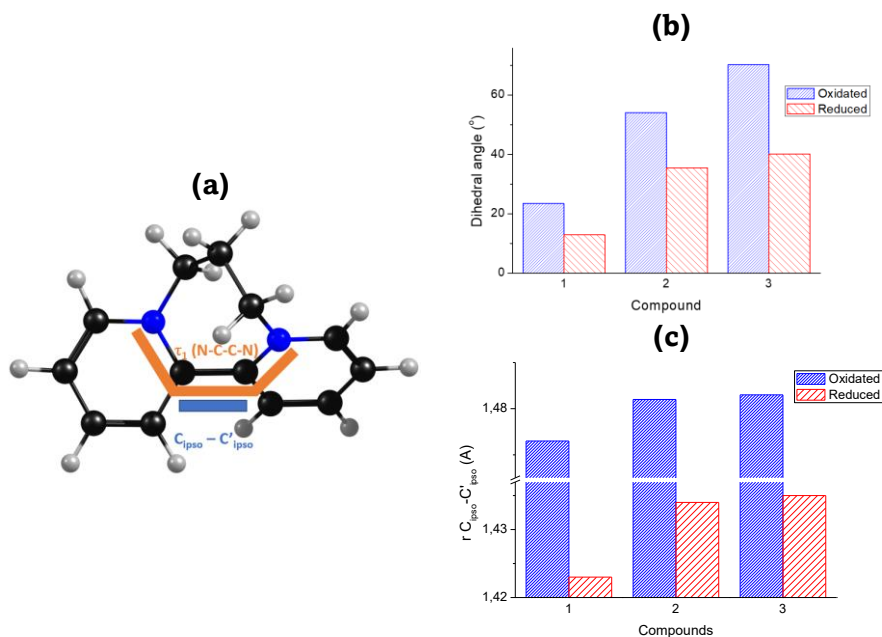 (a)
τ1 (N-C-C-N)
Cipso – C'ipso
(b)
Dihedral angle (°)
60
40
20
0
Oxidated
Reduced
1 2 3
Compound
(c)
r Cipso-C'ipso (A)
1,48
1,43
1,42
Oxidated
Reduced
1 2 3
Compounds